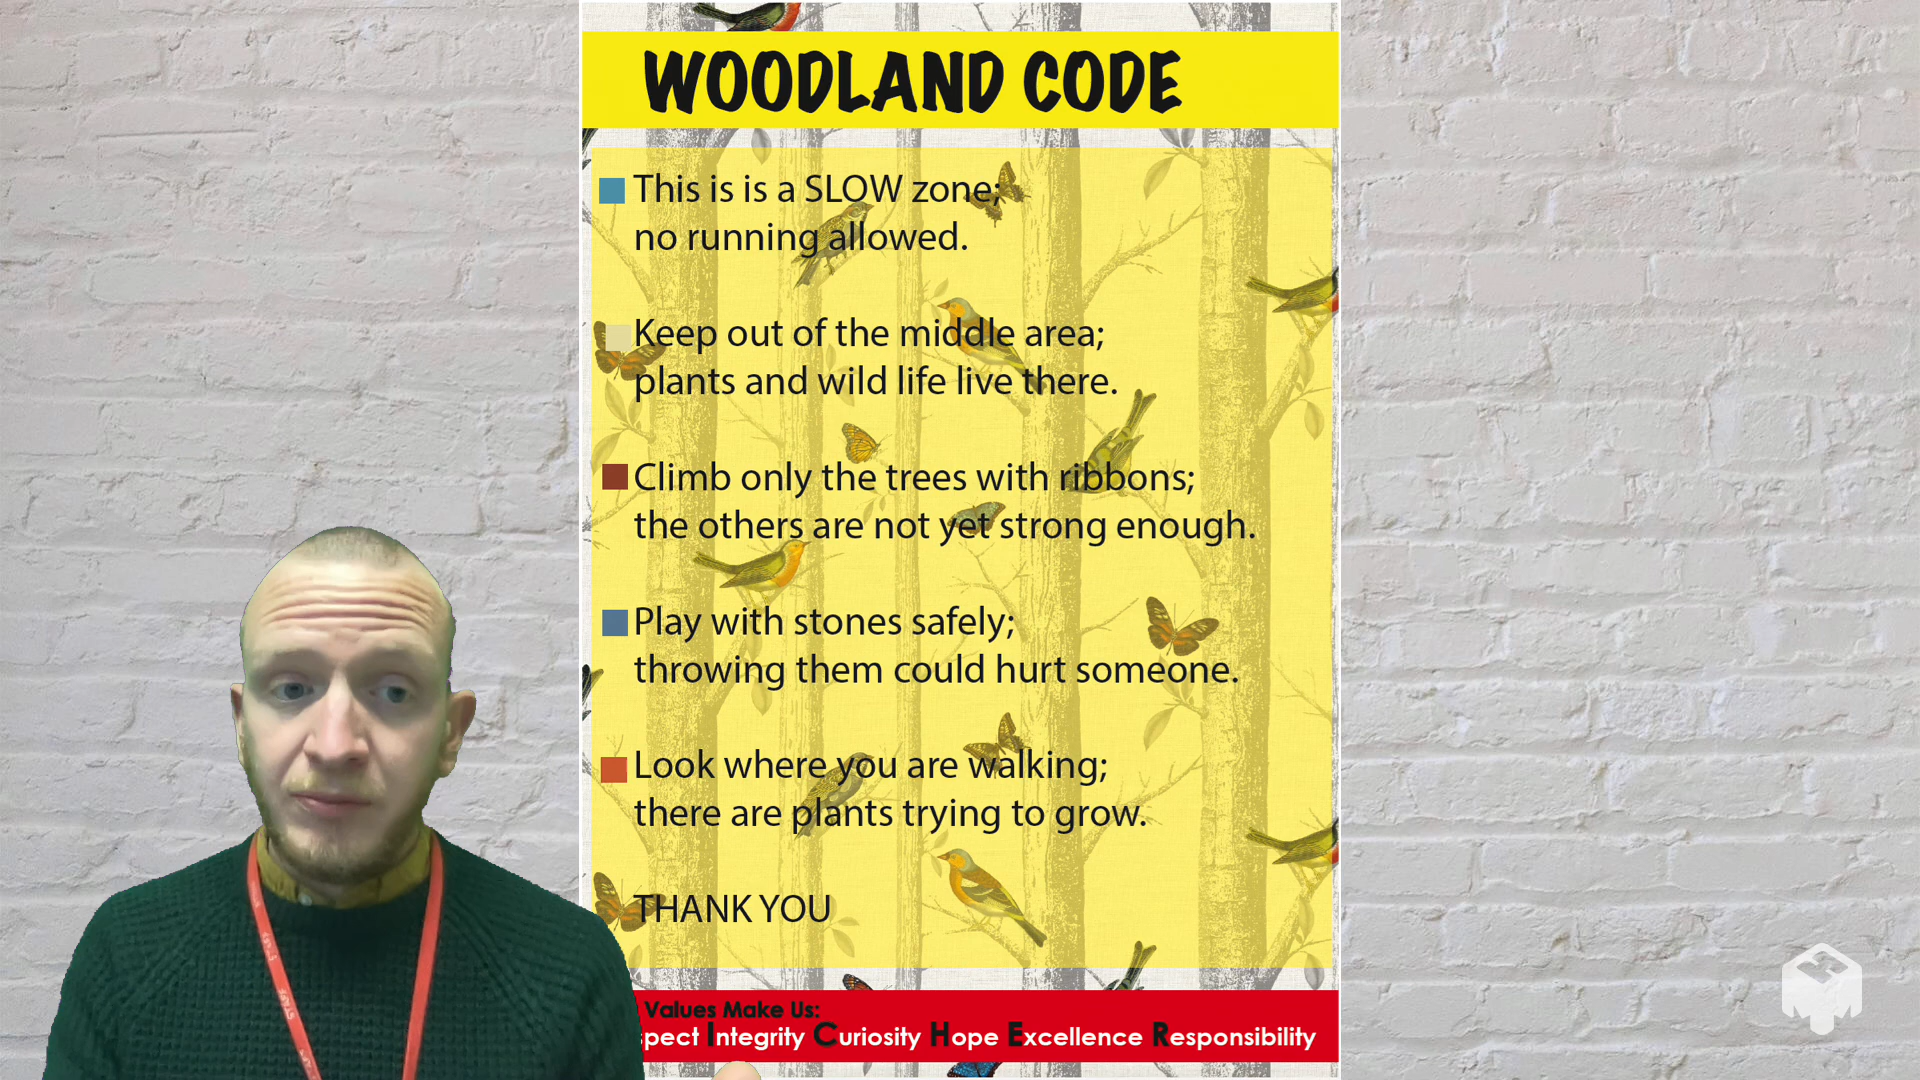 WOODLAND CODE
This is is a SLOW zone;
no running allowed.
Keep out of the middle area;
plants and wild life live there.
Climb only the trees with ribbons;
the others are not yet strong enough.
Play with stones safely;
throwing them could hurt someone.
Look where you are walking;
there are plants trying to grow.
THANK YOU
Values Make Us:
spect Integrity Curiosity Hope Excellence Responsibility